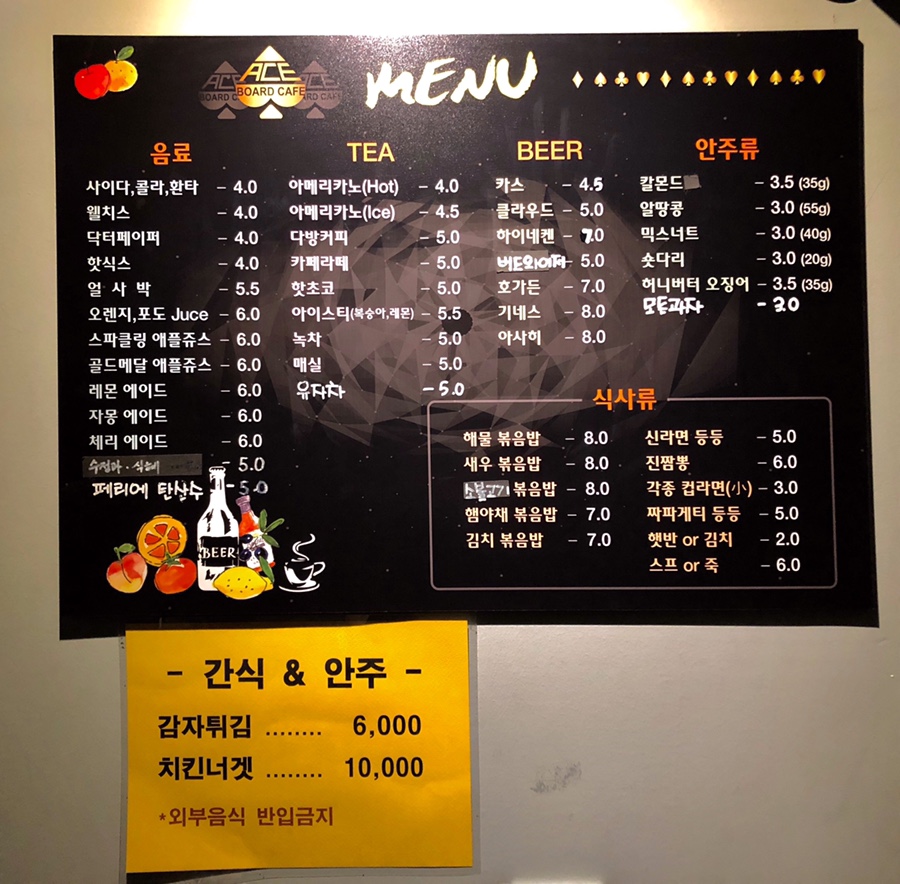 ACE
BOARD CAFE
MENU
음료
사이다,콜라,환타 - 4.0
웰치스 - 4.0
닥터페이퍼 - 4.0
핫식스 - 4.0
얼 사 박 - 5.5
오렌지,포도 Juce - 6.0
스파클링 애플쥬스 - 6.0
골드메달 애플쥬스 - 6.0
레몬 에이드 - 6.0
자몽 에이드 - 6.0
체리 에이드 - 6.0
수정과 · 식혜 - 5.0
페리에 탄산수 - 5.0
TEA
아메리카노(Hot) - 4.0
아메리카노(Ice) - 4.5
다방커피 - 5.0
카페라떼 - 5.0
핫초코 - 5.0
아이스티(복숭아,레몬) - 5.5
녹차 - 5.0
매실 - 5.0
유자차 - 5.0
BEER
카스 - 4.5
클라우드 - 5.0
하이네켄 - 7.0
버드와이저 - 5.0
호가든 - 7.0
기네스 - 8.0
아사히 - 8.0
안주류
칼몬드 - 3.5 (35g)
알땅콩 - 3.0 (55g)
믹스너트 - 3.0 (40g)
숏다리 - 3.0 (20g)
허니버터 오징어 - 3.5 (35g)
모든과자 - 2.0
식사류
해물 볶음밥 - 8.0
새우 볶음밥 - 8.0
소불고기 볶음밥 - 8.0
햄야채 볶음밥 - 7.0
김치 볶음밥 - 7.0
신라면 등등 - 5.0
진짬뽕 - 6.0
각종 컵라면(小) - 3.0
짜파게티 등등 - 5.0
햇반 or 김치 - 2.0
스프 or 죽 - 6.0
BEER
- 간식 & 안주 -
감자튀김 ........ 6,000
치킨너겟 ........ 10,000
*외부음식 반입금지